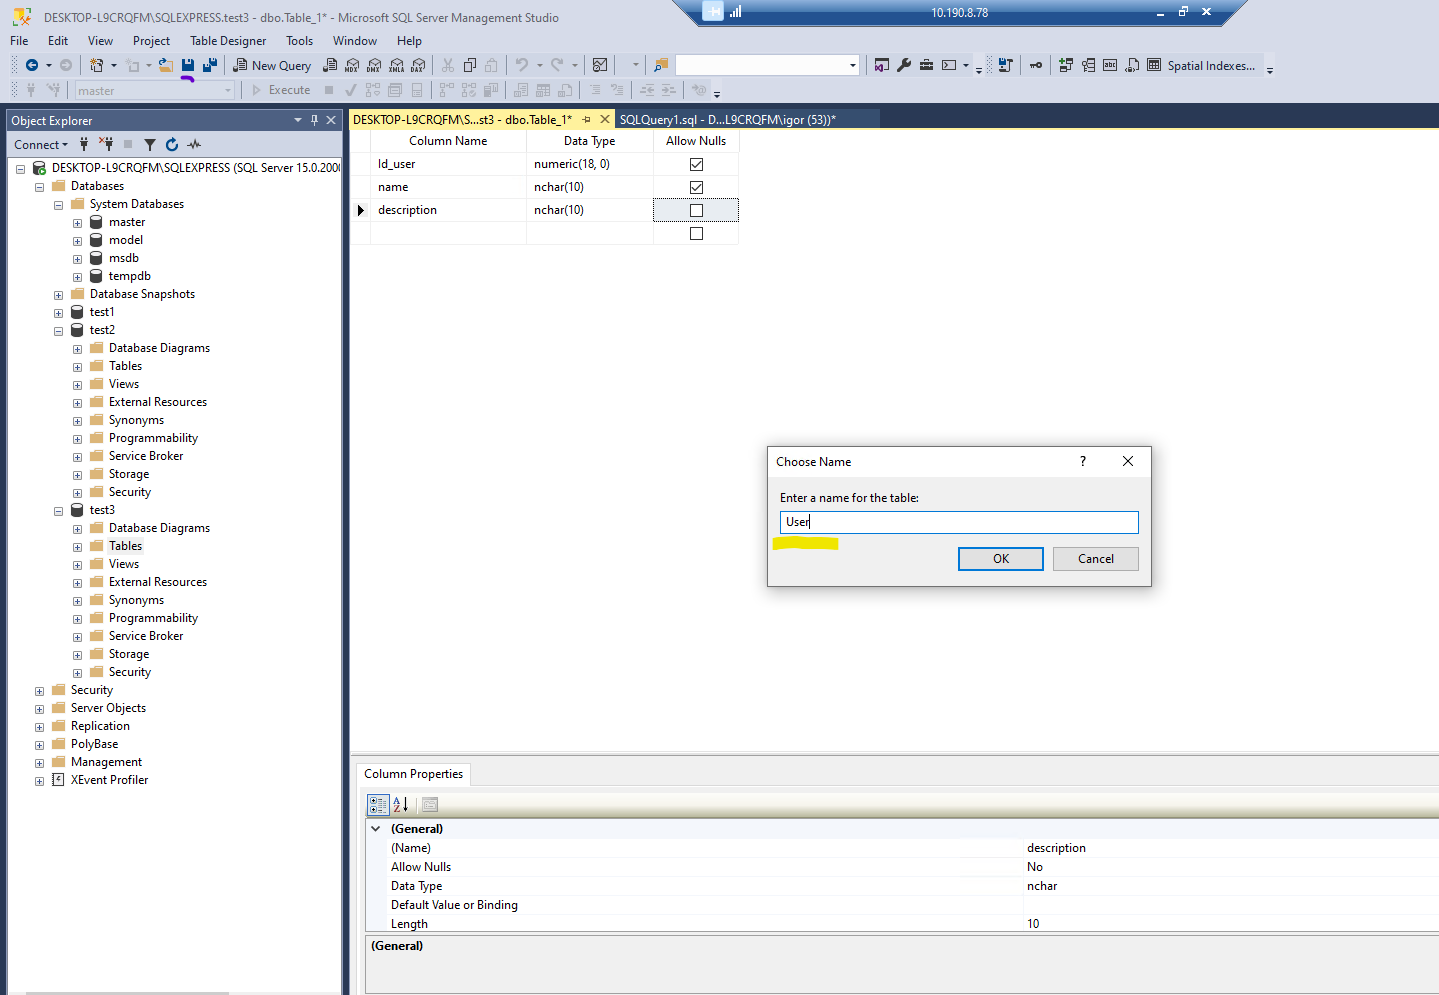 DESKTOP-L9CRQFM\SQLEXPRESS.test3 - dbo.Table_1* - Microsoft SQL Server Management Studio
10.190.8.78
File Edit View Project Table Designer Tools Window Help
New Query MDX DMX XMLA DAX
Spatial Indexes...
master Execute
Object Explorer
Connect
DESKTOP-L9CRQFM\SQLEXPRESS (SQL Server 15.0.2000
Databases
System Databases
master
model
msdb
tempdb
Database Snapshots
test1
test2
Database Diagrams
Tables
Views
External Resources
Synonyms
Programmability
Service Broker
Storage
Security
test3
Database Diagrams
Tables
Views
External Resources
Synonyms
Programmability
Service Broker
Storage
Security
Security
Server Objects
Replication
PolyBase
Management
XEvent Profiler
DESKTOP-L9CRQFM\S...st3 - dbo.Table_1* SQLQuery1.sql - D...L9CRQFM\igor (53))*
Column Name Data Type Allow Nulls
Id_user numeric(18, 0)
name nchar(10)
description nchar(10)
Choose Name ?
Enter a name for the table:
User
OK Cancel
Column Properties
(General)
(Name) description
Allow Nulls No
Data Type nchar
Default Value or Binding
Length 10
(General)